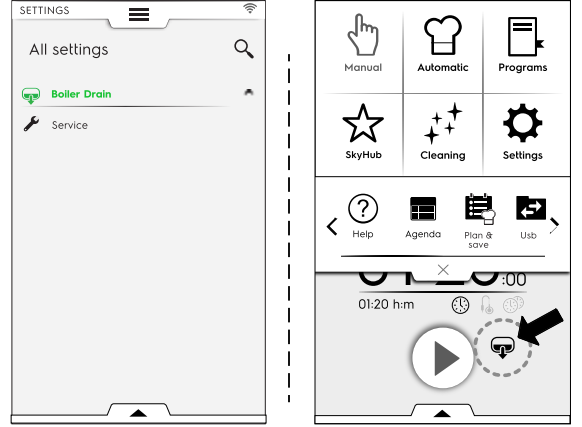 SETTINGS
All settings
Boiler Drain
Service
Manual
Automatic
Programs
SkyHub
Cleaning
Settings
Help
Agenda
Plan &
save
Usb
:00
01:20 h:m